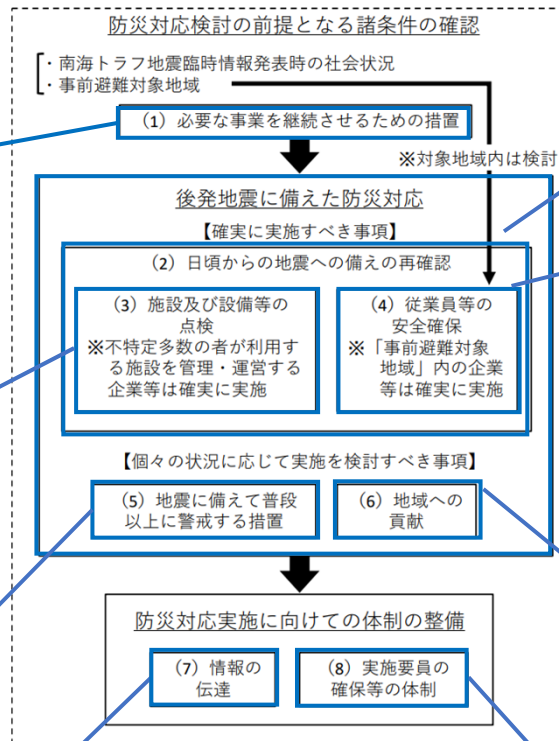 防災対応検討の前提となる諸条件の確認
・南海トラフ地震臨時情報発表時の社会状況
・事前避難対象地域
（1）必要な事業を継続させるための措置
※対象地域内は検討
後発地震に備えた防災対応
【確実に実施すべき事項】
（2）日頃からの地震への備えの再確認
（3）施設及び設備等の
点検
※不特定多数の者が利用す
る施設を管理・運営する
企業等は確実に実施
（4）従業員等の
安全確保
※「事前避難対象
地域」内の企業
等は確実に実施
【個々の状況に応じて実施を検討すべき事項】
（5）地震に備えて普段
以上に警戒する措置
（6）地域への
貢献
防災対応実施に向けての体制の整備
（7）情報の
伝達
（8）実施要員の
確保等の体制